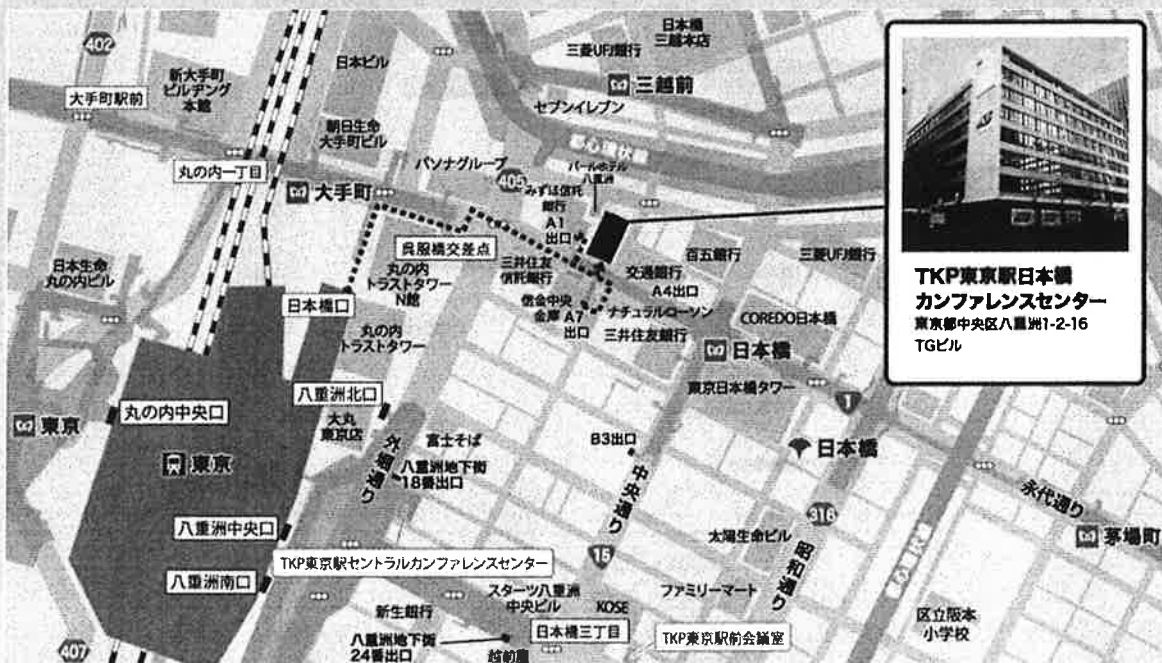 402
新大手町
ビルヂング
本館
大手町駅前
日本ビル
朝日生命
大手町ビル
三菱UFJ銀行
日本橋
三越本店
三越前
セブンイレブン
都心環状線
丸の内一丁目
大手町
パソナグループ
405
パールホテル
八重洲
みずほ信託
銀行
A1
出口
呉服橋交差点
三井住友
信託銀行
交通銀行
A4出口
百五銀行
三菱UFJ銀行
日本生命
丸の内ビル
日本橋口
丸の内
トラストタワー
N館
丸の内
トラストタワー
信金中央
金庫
A7
出口
ナチュラルローソン
三井住友銀行
COREDO日本橋
日本橋
東京日本橋タワー
1
TKP東京駅日本橋
カンファレンスセンター
東京都中央区八重洲1-2-16
TGビル
東京
丸の内中央口
東京
八重洲北口
大丸
東京店
外堀通り
富士そば
八重洲地下街
18番出口
B3出口
中央通り
日本橋
316
昭和通り
太陽生命ビル
永代通り
茅場町
八重洲中央口
八重洲南口
TKP東京駅セントラルカンファレンスセンター
15
スターツ八重洲
中央ビル
KOSE
ファミリーマート
新生銀行
八重洲地下街
24番出口
越前屋
日本橋三丁目
TKP東京駅前会議室
区立阪本
小学校
407